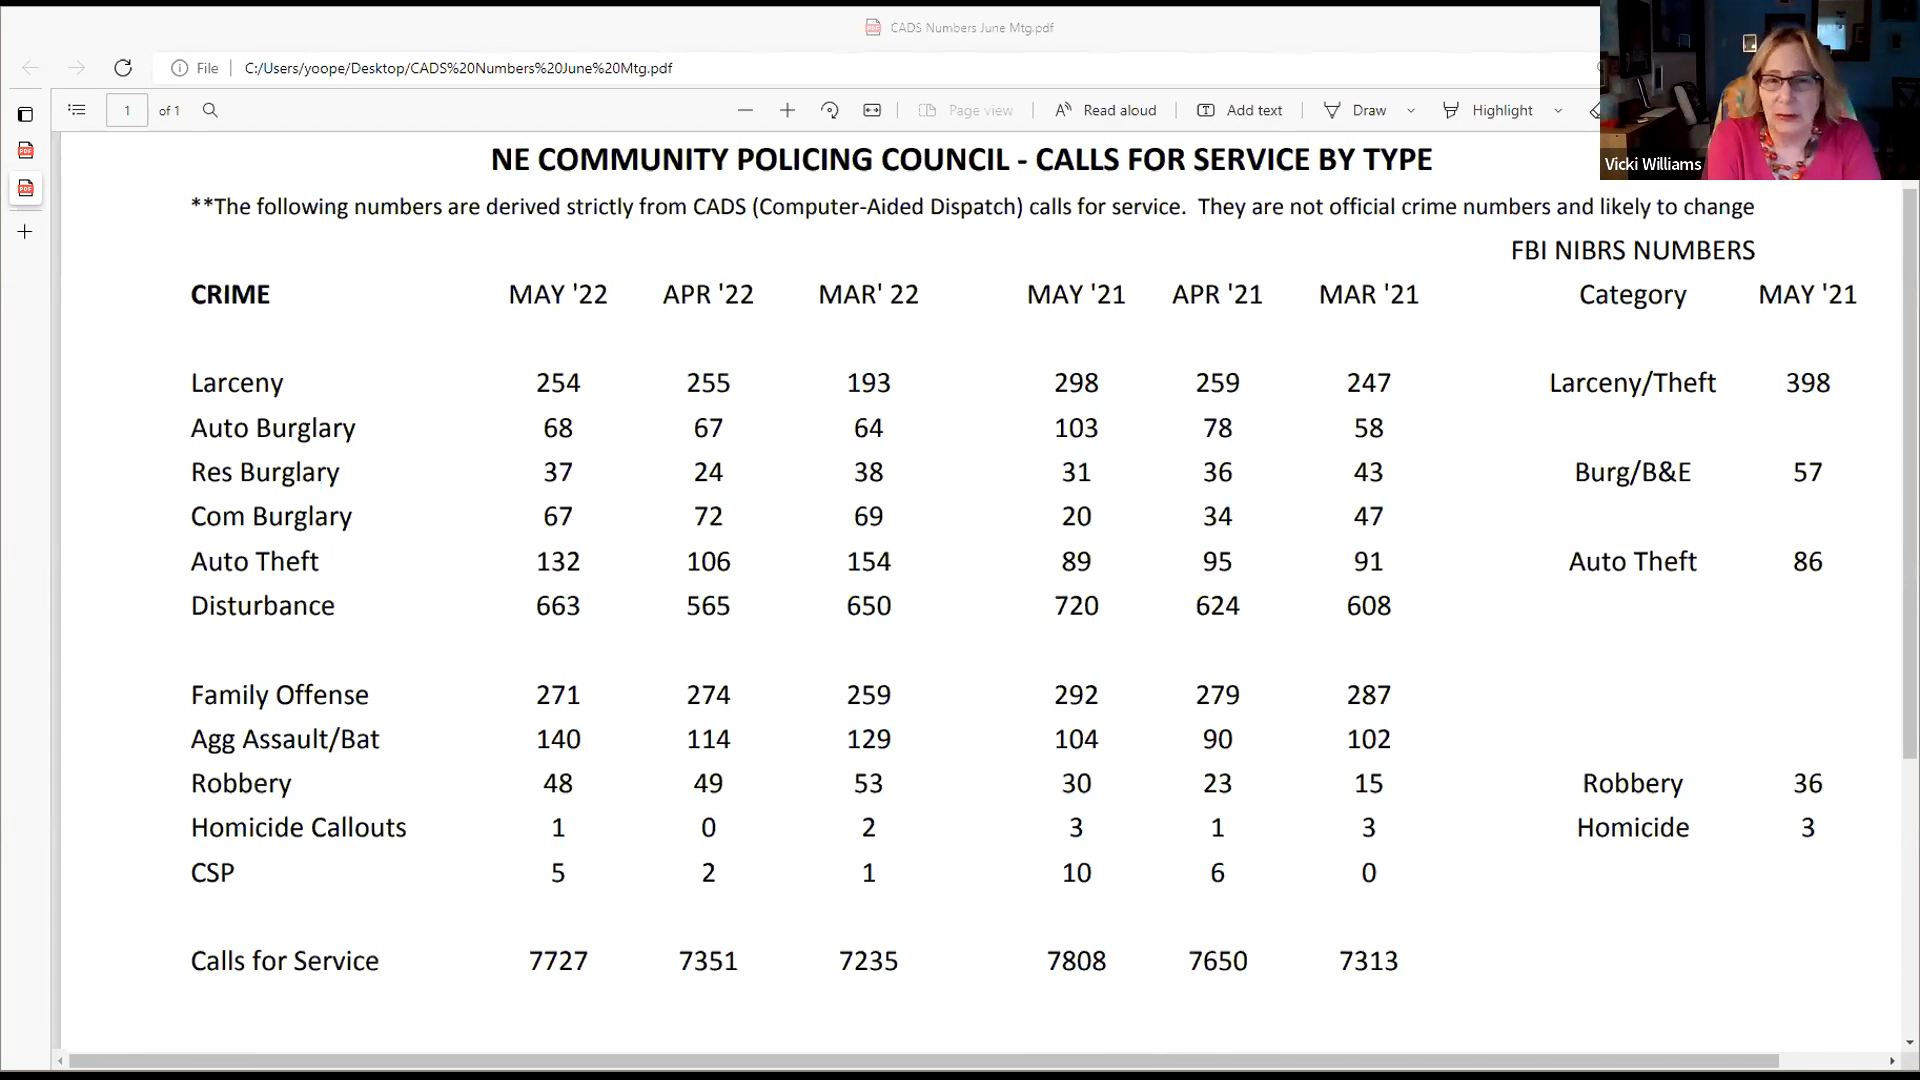 CADS Numbers June Mtg.pdf
File C:/Users/yoope/Desktop/CADS%20Numbers%20June%20Mtg.pdf
1 of 1 Page view Read aloud Add text Draw Highlight
Vicki Williams
NE COMMUNITY POLICING COUNCIL - CALLS FOR SERVICE BY TYPE
**The following numbers are derived strictly from CADS (Computer-Aided Dispatch) calls for service. They are not official crime numbers and likely to change
FBI NIBRS NUMBERS
CRIME MAY '22 APR '22 MAR' 22 MAY '21 APR '21 MAR '21 Category MAY '21
Larceny 254 255 193 298 259 247 Larceny/Theft 398
Auto Burglary 68 67 64 103 78 58
Res Burglary 37 24 38 31 36 43 Burg/B&E 57
Com Burglary 67 72 69 20 34 47
Auto Theft 132 106 154 89 95 91 Auto Theft 86
Disturbance 663 565 650 720 624 608
Family Offense 271 274 259 292 279 287
Agg Assault/Bat 140 114 129 104 90 102
Robbery 48 49 53 30 23 15 Robbery 36
Homicide Callouts 1 0 2 3 1 3 Homicide 3
CSP 5 2 1 10 6 0
Calls for Service 7727 7351 7235 7808 7650 7313